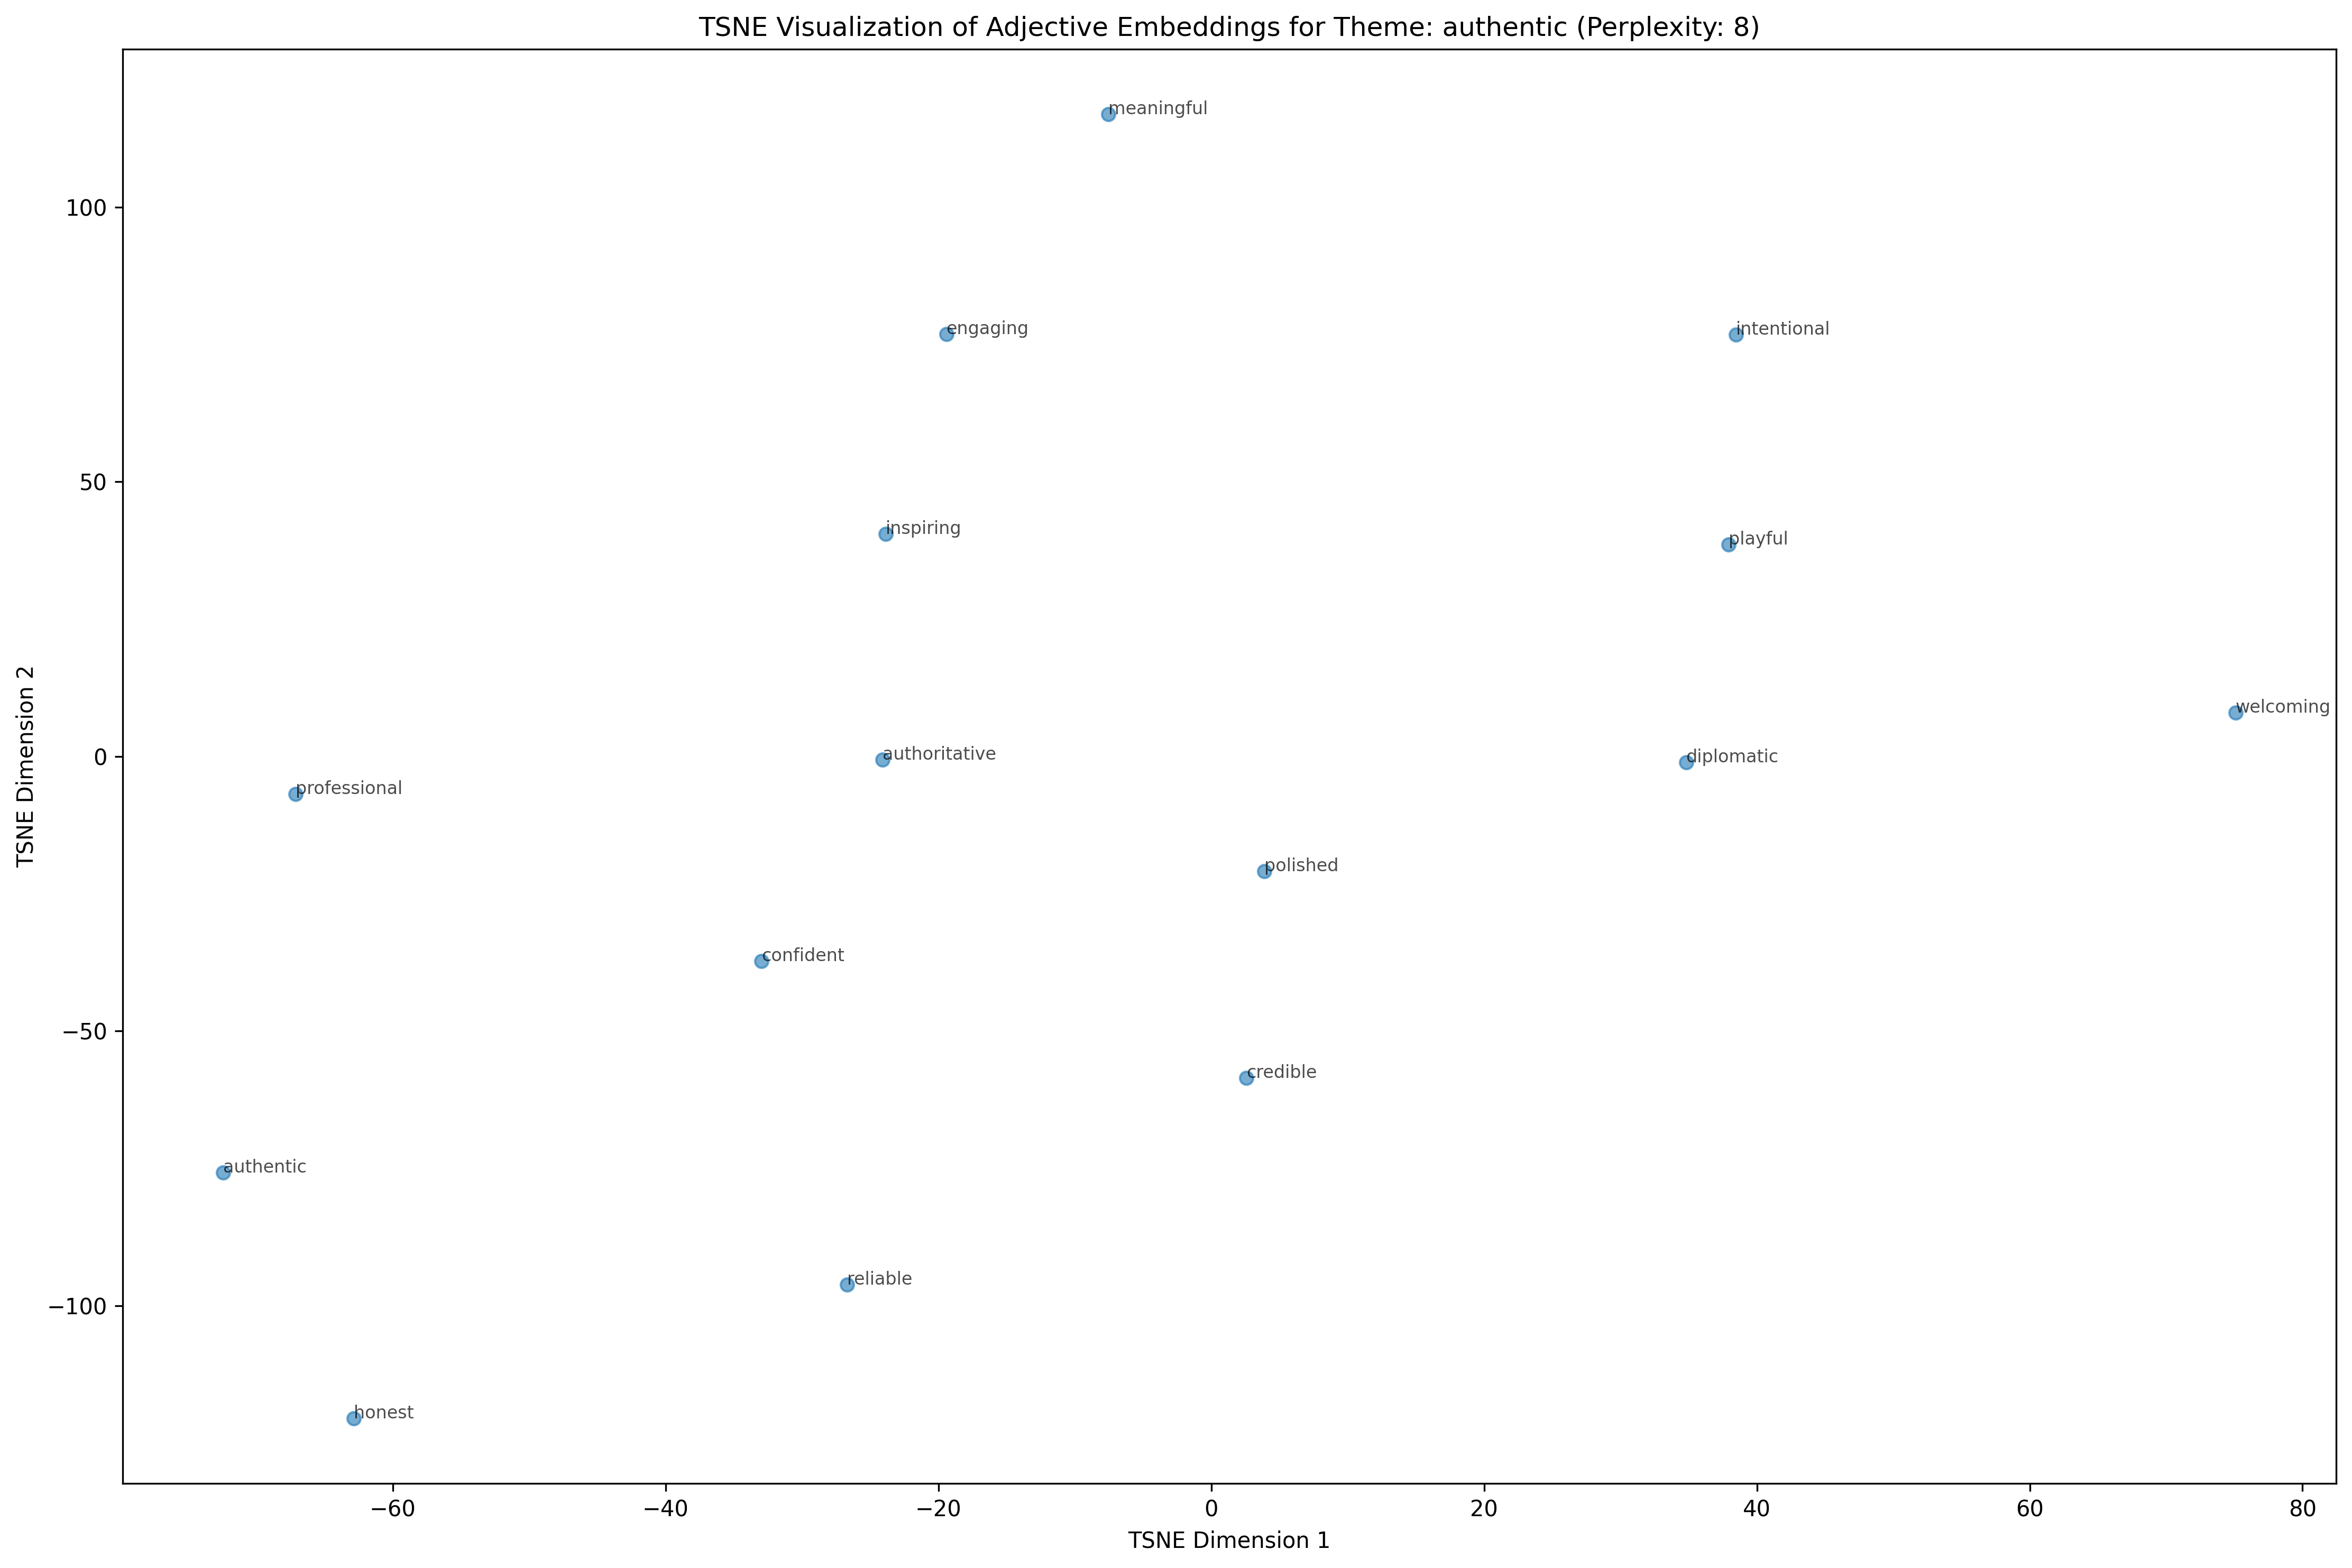 TSNE Visualization of Adjective Embeddings for Theme: authentic (Perplexity: 8)
meaningful
100
engaging
intentional
50
inspiring
playful
welcoming
0
authoritative
diplomatic
professional
polished
confident
−50
credible
authentic
reliable
−100
honest
TSNE Dimension 2
−60
−40
−20
0
20
40
60
80
TSNE Dimension 1